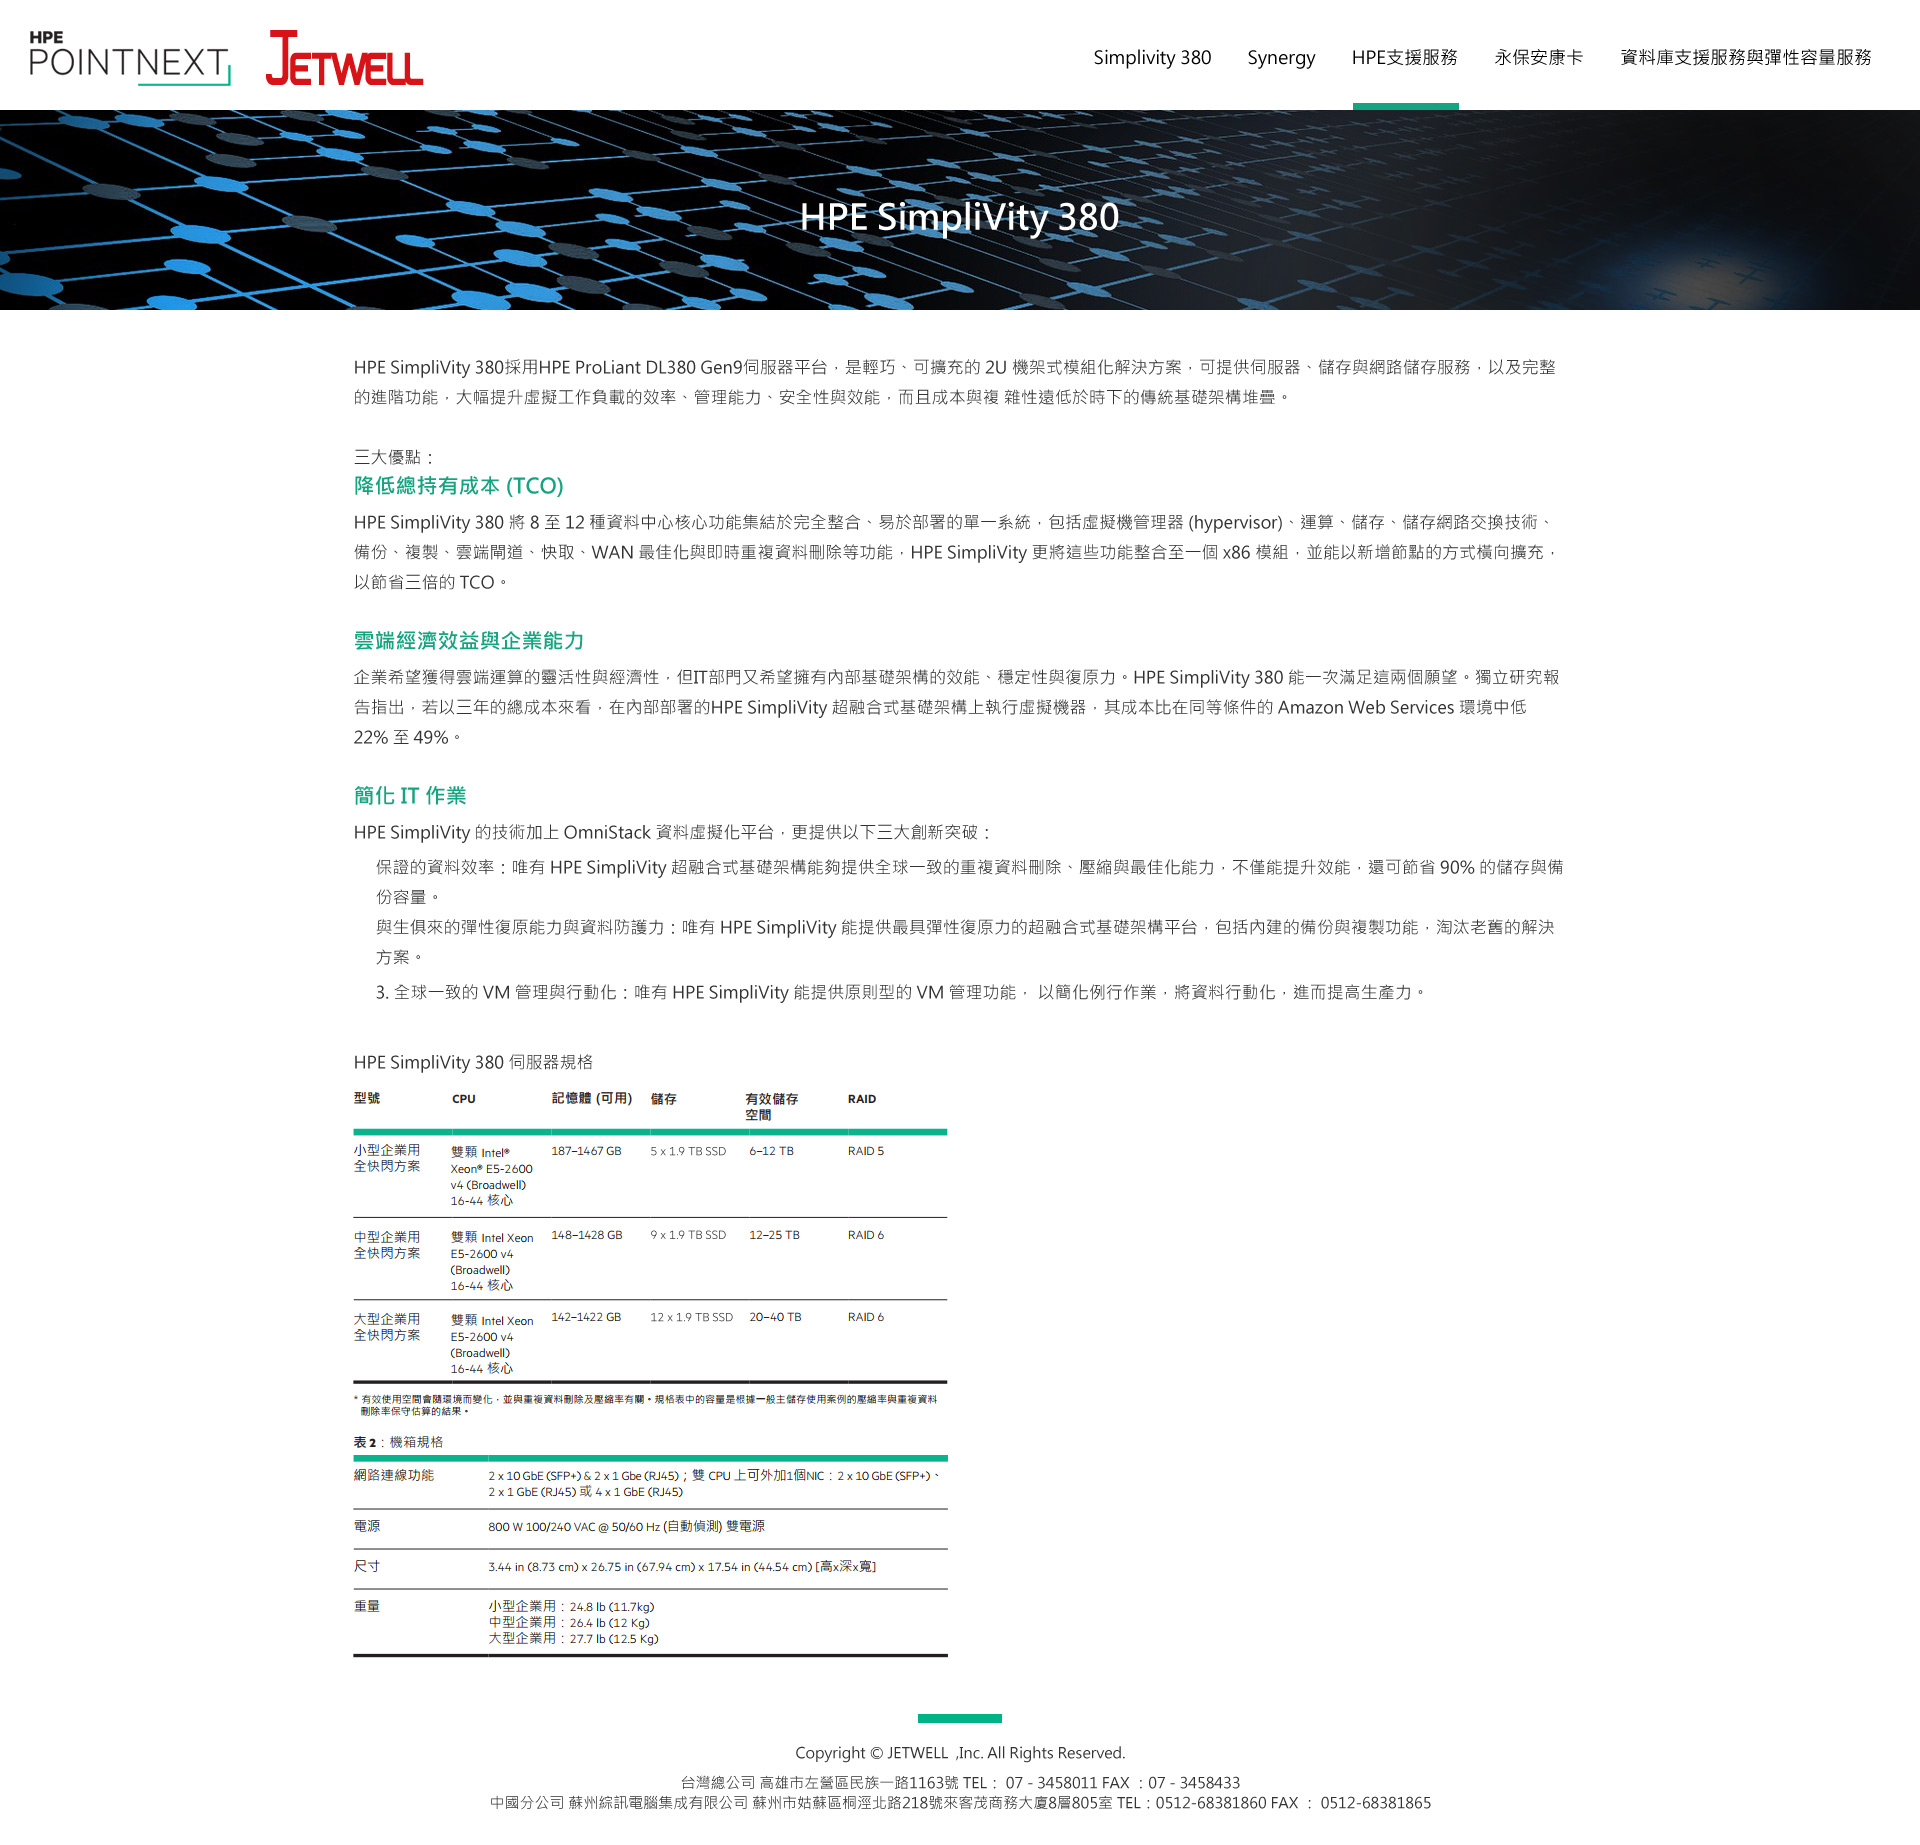 HPE
POINTNEXT
JETWELL
Simplivity 380 Synergy HPE支援服務 永保安康卡 資料庫支援服務與彈性容量服務
HPE SimpliVity 380
HPE SimpliVity 380採用HPE ProLiant DL380 Gen9伺服器平台，是輕巧、可擴充的 2U 機架式模組化解決方案，可提供伺服器、儲存與網路儲存服務，以及完整
的進階功能，大幅提升虛擬工作負載的效率、管理能力、安全性與效能，而且成本與複 雜性遠低於時下的傳統基礎架構堆疊。
三大優點：
降低總持有成本 (TCO)
HPE SimpliVity 380 將 8 至 12 種資料中心核心功能集結於完全整合、易於部署的單一系統，包括虛擬機管理器 (hypervisor)、運算、儲存、儲存網路交換技術、
備份、複製、雲端閘道、快取、WAN 最佳化與即時重複資料刪除等功能，HPE SimpliVity 更將這些功能整合至一個 x86 模組，並能以新增節點的方式橫向擴充，
以節省三倍的 TCO。
雲端經濟效益與企業能力
企業希望獲得雲端運算的靈活性與經濟性，但IT部門又希望擁有內部基礎架構的效能、穩定性與復原力。HPE SimpliVity 380 能一次滿足這兩個願望。獨立研究報
告指出，若以三年的總成本來看，在內部部署的HPE SimpliVity 超融合式基礎架構上執行虛擬機器，其成本比在同等條件的 Amazon Web Services 環境中低
22% 至 49%。
簡化 IT 作業
HPE SimpliVity 的技術加上 OmniStack 資料虛擬化平台，更提供以下三大創新突破：
保證的資料效率：唯有 HPE SimpliVity 超融合式基礎架構能夠提供全球一致的重複資料刪除、壓縮與最佳化能力，不僅能提升效能，還可節省 90% 的儲存與備
份容量。
與生俱來的彈性復原能力與資料防護力：唯有 HPE SimpliVity 能提供最具彈性復原力的超融合式基礎架構平台，包括內建的備份與複製功能，淘汰老舊的解決
方案。
3. 全球一致的 VM 管理與行動化：唯有 HPE SimpliVity 能提供原則型的 VM 管理功能， 以簡化例行作業，將資料行動化，進而提高生產力。
HPE SimpliVity 380 伺服器規格
型號 CPU 記憶體 (可用) 儲存 有效儲存 RAID
空間
小型企業用 雙顆 Intel® 187–1467 GB 5 x 1.9 TB SSD 6–12 TB RAID 5
全快閃方案 Xeon® E5-2600
v4 (Broadwell)
16-44 核心
中型企業用 雙顆 Intel Xeon 148–1428 GB 9 x 1.9 TB SSD 12–25 TB RAID 6
全快閃方案 E5-2600 v4
(Broadwell)
16-44 核心
大型企業用 雙顆 Intel Xeon 142–1422 GB 12 x 1.9 TB SSD 20–40 TB RAID 6
全快閃方案 E5-2600 v4
(Broadwell)
16-44 核心
* 有效使用空間會隨環境而變化，並與重複資料刪除及壓縮率有關。規格表中的容量是根據一般主儲存使用案例的壓縮率與重複資料
刪除率保守估算的結果。
表 2：機箱規格
網路連線功能 2 x 10 GbE (SFP+) & 2 x 1 Gbe (RJ45)；雙 CPU 上可外加1個NIC：2 x 10 GbE (SFP+)、
2 x 1 GbE (RJ45) 或 4 x 1 GbE (RJ45)
電源 800 W 100/240 VAC @ 50/60 Hz (自動偵測) 雙電源
尺寸 3.44 in (8.73 cm) x 26.75 in (67.94 cm) x 17.54 in (44.54 cm) [高x深x寬]
重量 小型企業用：24.8 lb (11.7kg)
中型企業用：26.4 lb (12 Kg)
大型企業用：27.7 lb (12.5 Kg)
Copyright © JETWELL ,Inc. All Rights Reserved.
台灣總公司 高雄市左營區民族一路1163號 TEL： 07 - 3458011 FAX ：07 - 3458433
中國分公司 蘇州綜訊電腦集成有限公司 蘇州市姑蘇區桐涇北路218號來客茂商務大廈8層805室 TEL：0512-68381860 FAX ： 0512-68381865